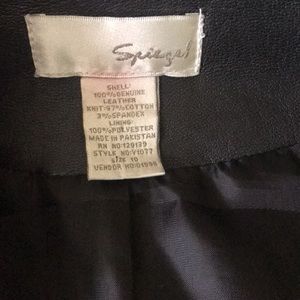 Spiegel
SHELL:
100%GENUINE
LEATHER
KNIT:97%COTTON
3%SPANDEX
LINING:
100%POLYESTER
MADE IN PAKISTAN
RN NO:129139
STYLE NO:V1077
SIZE 10
VENDOR NO:01996